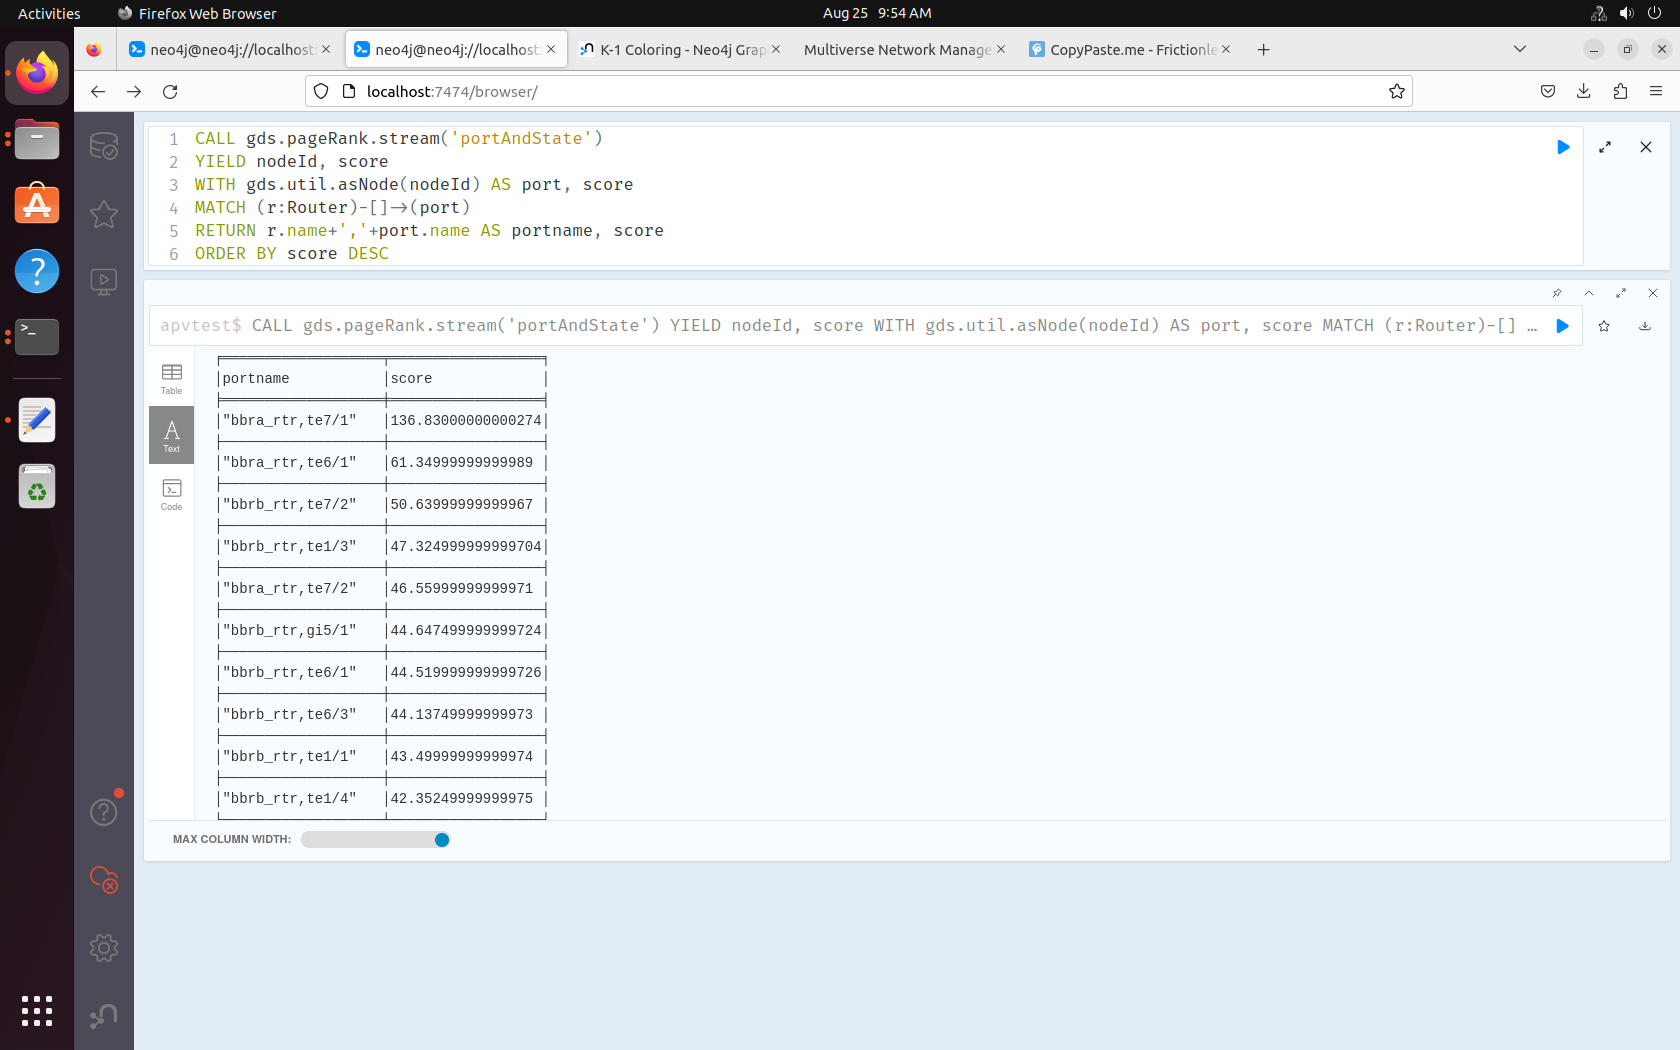 Activities
Firefox Web Browser
Aug 25 9:54 AM
neo4j@neo4j://localhost:
neo4j@neo4j://localhost:
K-1 Coloring - Neo4j Grap
Multiverse Network Manage
CopyPaste.me - Frictionle
localhost:7474/browser/
1 CALL gds.pageRank.stream('portAndState')
2 YIELD nodeId, score
3 WITH gds.util.asNode(nodeId) AS port, score
4 MATCH (r:Router)-[]->(port)
5 RETURN r.name+','+port.name AS portname, score
6 ORDER BY score DESC
apvtest$ CALL gds.pageRank.stream('portAndState') YIELD nodeId, score WITH gds.util.asNode(nodeId) AS port, score MATCH (r:Router)-[] …
Table
Text
Code
portname score
"bbra_rtr,te7/1" 136.83000000000274
"bbra_rtr,te6/1" 61.34999999999989
"bbrb_rtr,te7/2" 50.63999999999967
"bbrb_rtr,te1/3" 47.324999999999704
"bbra_rtr,te7/2" 46.55999999999971
"bbrb_rtr,gi5/1" 44.647499999999724
"bbrb_rtr,te6/1" 44.519999999999726
"bbrb_rtr,te6/3" 44.13749999999973
"bbrb_rtr,te1/1" 43.49999999999974
"bbrb_rtr,te1/4" 42.35249999999975
MAX COLUMN WIDTH: